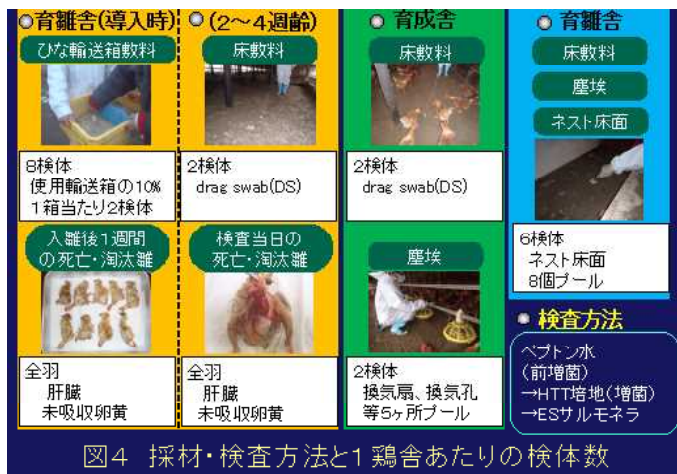 育雛舎(導入時)
ひな輸送箱敷料
8検体
使用輸送箱の10%
1箱当たり2検体
入雛後1週間
の死亡・淘汰雛
全羽
肝臓
未吸収卵黄
(2～4週齢)
床敷料
2検体
drag swab(DS)
検査当日の
死亡・淘汰雛
全羽
肝臓
未吸収卵黄
育成舎
床敷料
2検体
drag swab(DS)
塵埃
2検体
換気扇、換気孔
等5ヶ所プール
育雛舎
床敷料
塵埃
ネスト床面
6検体
ネスト床面
8個プール
検査方法
ペプトン水
(前増菌)
→HTT培地(増菌)
→ESサルモネラ
図4 採材・検査方法と1鶏舎あたりの検体数